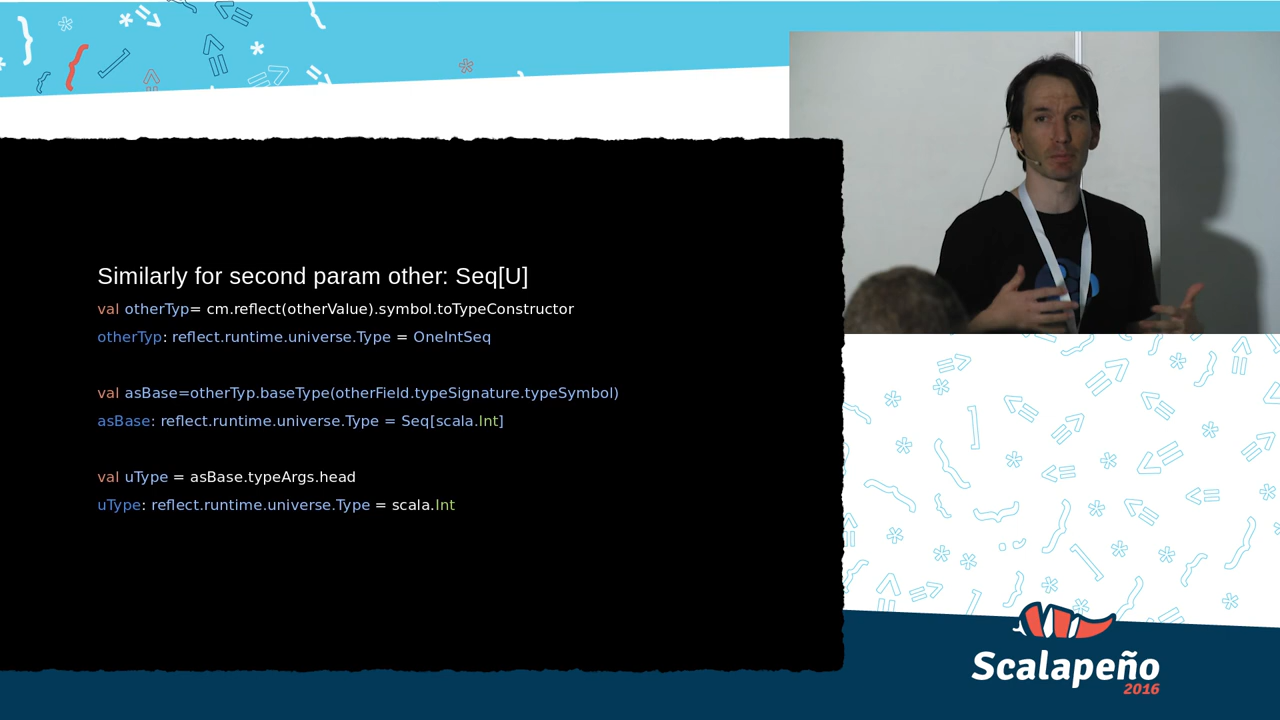 Similarly for second param other: Seq[U]
val otherTyp= cm.reflect(otherValue).symbol.toTypeConstructor
otherTyp: reflect.runtime.universe.Type = OneIntSeq
val asBase=otherTyp.baseType(otherField.typeSignature.typeSymbol)
asBase: reflect.runtime.universe.Type = Seq[scala.Int]
val uType = asBase.typeArgs.head
uType: reflect.runtime.universe.Type = scala.Int
Scalapeño
2016